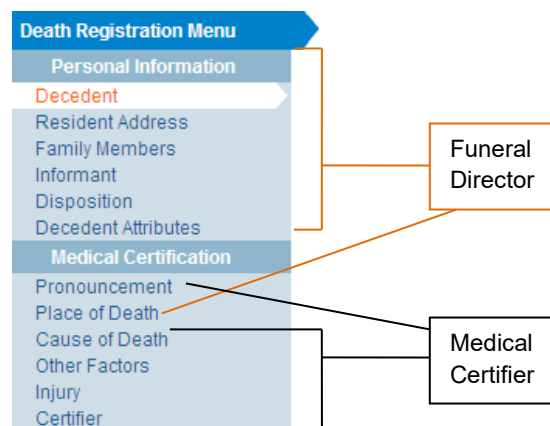 Death Registration Menu
Personal Information
Decedent
Resident Address
Family Members
Informant
Disposition
Decedent Attributes
Medical Certification
Pronouncement
Place of Death
Cause of Death
Other Factors
Injury
Certifier
Funeral
Director
Medical
Certifier